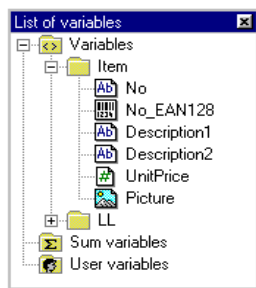 List of variables
Variables
Item
No
No_EAN128
Description1
Description2
UnitPrice
Picture
LL
Sum variables
User variables